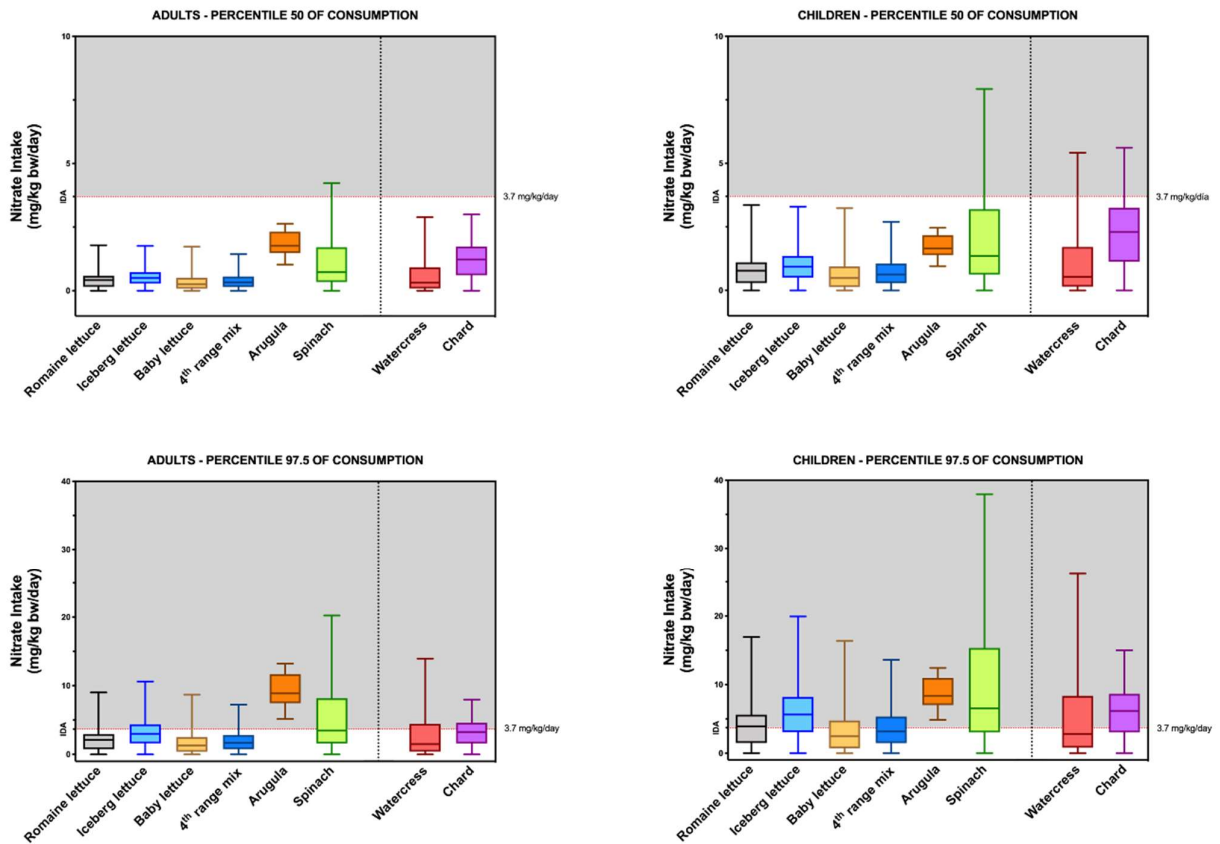 ADULTS - PERCENTILE 50 OF CONSUMPTION
Nitrate Intake
(mg/kg bw/day)
10
5
IDA
0
3.7 mg/kg/day
Romaine lettuce
Iceberg lettuce
Baby lettuce
4th range mix
Arugula
Spinach
Watercress
Chard
CHILDREN - PERCENTILE 50 OF CONSUMPTION
Nitrate Intake
(mg/kg bw/day)
10
5
IDA
0
3.7 mg/kg/día
Romaine lettuce
Iceberg lettuce
Baby lettuce
4th range mix
Arugula
Spinach
Watercress
Chard
ADULTS - PERCENTILE 97.5 OF CONSUMPTION
Nitrate Intake
(mg/kg bw/day)
40
30
20
10
IDA
0
3.7 mg/kg/day
Romaine lettuce
Iceberg lettuce
Baby lettuce
4th range mix
Arugula
Spinach
Watercress
Chard
CHILDREN - PERCENTILE 97.5 OF CONSUMPTION
Nitrate Intake
(mg/kg bw/day)
40
30
20
10
IDA
0
3.7 mg/kg/day
Romaine lettuce
Iceberg lettuce
Baby lettuce
4th range mix
Arugula
Spinach
Watercress
Chard